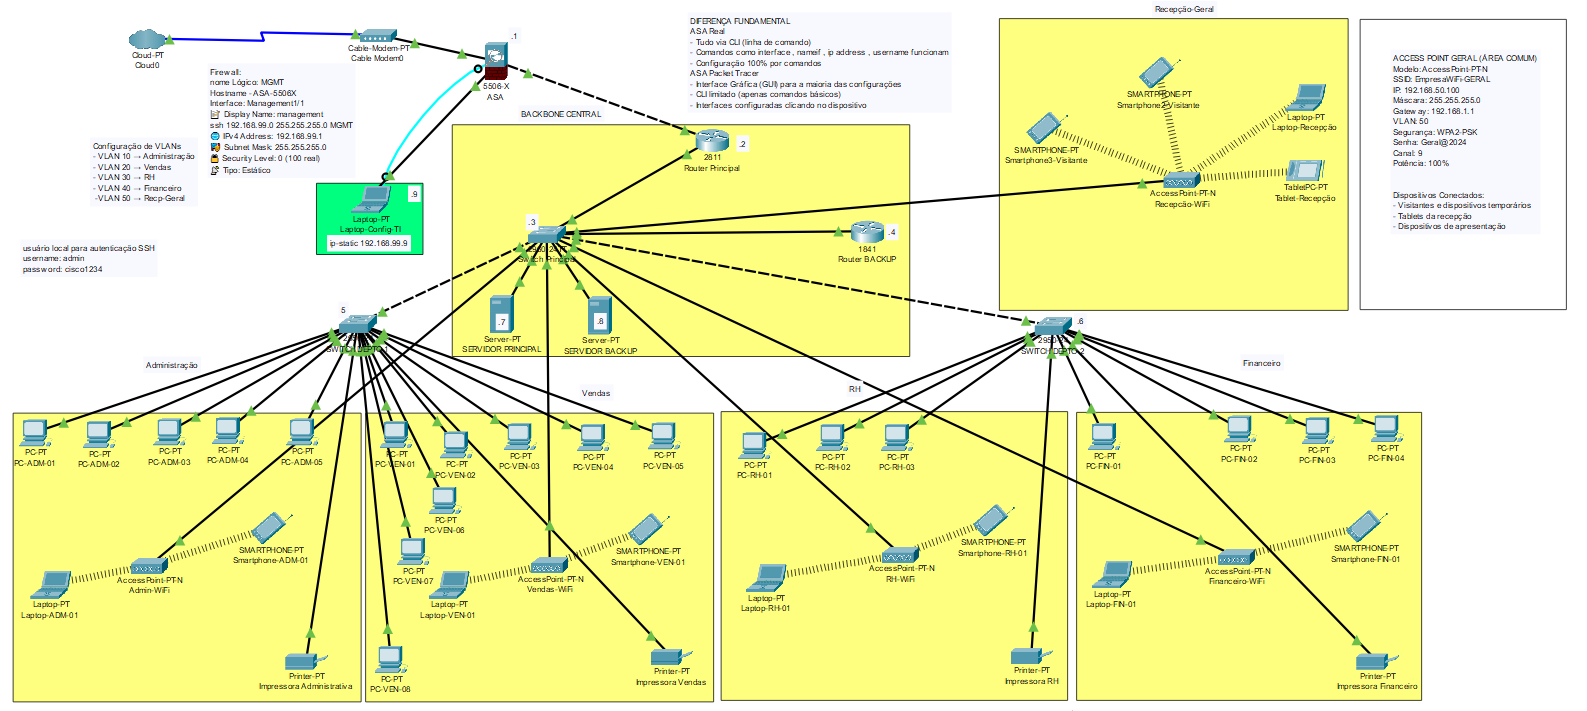 Recepção-Geral
DIFERENÇA FUNDAMENTAL
ASA Real
- Tudo via CLI (linha de comando)
- Comandos como interface , nameif , ip address , username funcionam
- Configuração 100% por comandos
ASA Packet Tracer
- Interface Gráfica (GUI) para a maioria das configurações
- CLI limitado (apenas comandos básicos)
- Interfaces configuradas clicando no dispositivo
Cloud-PT
Cloud0
Cable-Modem-PT
Cable Modem0
.1
5506-X
ASA
Firewall:
nome Lógico: MGMT
Hostname - ASA-5506X
Interface: Management1/1
Display Name: management
ssh 192.168.99.0 255.255.255.0 MGMT
IPv4 Address: 192.168.99.1
Subnet Mask: 255.255.255.0
Security Level: 0 (100 real)
Tipo: Estático
Configuração de VLANs
- VLAN 10 → Administração
- VLAN 20 → Vendas
- VLAN 30 → RH
- VLAN 40 → Financeiro
- VLAN 50 → Recp-Geral
.9
Laptop-PT
Laptop-Config-TI
ip-static 192.168.99.9
usuário local para autenticação SSH
username: admin
password: cisco1234
BACKBONE CENTRAL
.2
2811
Router Principal
.3
Switch Principal
.4
1841
Router BACKUP
.7
Server-PT
SERVIDOR PRINCIPAL
.8
Server-PT
SERVIDOR BACKUP
SMARTPHONE-PT
Smartphone2-Visitante
SMARTPHONE-PT
Smartphone3-Visitante
Laptop-PT
Laptop-Recepção
TabletPC-PT
Tablet-Recepção
AccessPoint-PT-N
Recepcão-WiFi
ACCESS POINT GERAL (ÁREA COMUM)
Modelo: AccessPoint-PT-N
SSID: EmpresaWiFi-GERAL
IP: 192.168.50.100
Máscara: 255.255.255.0
Gateway: 192.168.1.1
VLAN: 50
Segurança: WPA2-PSK
Senha: Geral@2024
Canal: 9
Potência: 100%
Dispositivos Conectados:
- Visitantes e dispositivos temporários
- Tablets da recepção
- Dispositivos de apresentação
5
SWITCH DEPTO-1
.6
SWITCH DEPTO-2
Administração
Vendas
RH
Financeiro
PC-PT
PC-ADM-01
PC-PT
PC-ADM-02
PC-PT
PC-ADM-03
PC-PT
PC-ADM-04
PC-PT
PC-ADM-05
AccessPoint-PT-N
Admin-WiFi
SMARTPHONE-PT
Smartphone-ADM-01
Laptop-PT
Laptop-ADM-01
Printer-PT
Impressora Administrativa
PC-PT
PC-VEN-01
PC-PT
PC-VEN-02
PC-PT
PC-VEN-03
PC-PT
PC-VEN-04
PC-PT
PC-VEN-05
PC-PT
PC-VEN-06
PC-PT
PC-VEN-07
PC-PT
PC-VEN-08
AccessPoint-PT-N
Vendas-WiFi
SMARTPHONE-PT
Smartphone-VEN-01
Laptop-PT
Laptop-VEN-01
Printer-PT
Impressora Vendas
PC-PT
PC-RH-01
PC-PT
PC-RH-02
PC-PT
PC-RH-03
AccessPoint-PT-N
RH-WiFi
SMARTPHONE-PT
Smartphone-RH-01
Laptop-PT
Laptop-RH-01
Printer-PT
Impressora RH
PC-PT
PC-FIN-01
PC-PT
PC-FIN-02
PC-PT
PC-FIN-03
PC-PT
PC-FIN-04
AccessPoint-PT-N
Financeiro-WiFi
SMARTPHONE-PT
Smartphone-FIN-01
Laptop-PT
Laptop-FIN-01
Printer-PT
Impressora Financeiro